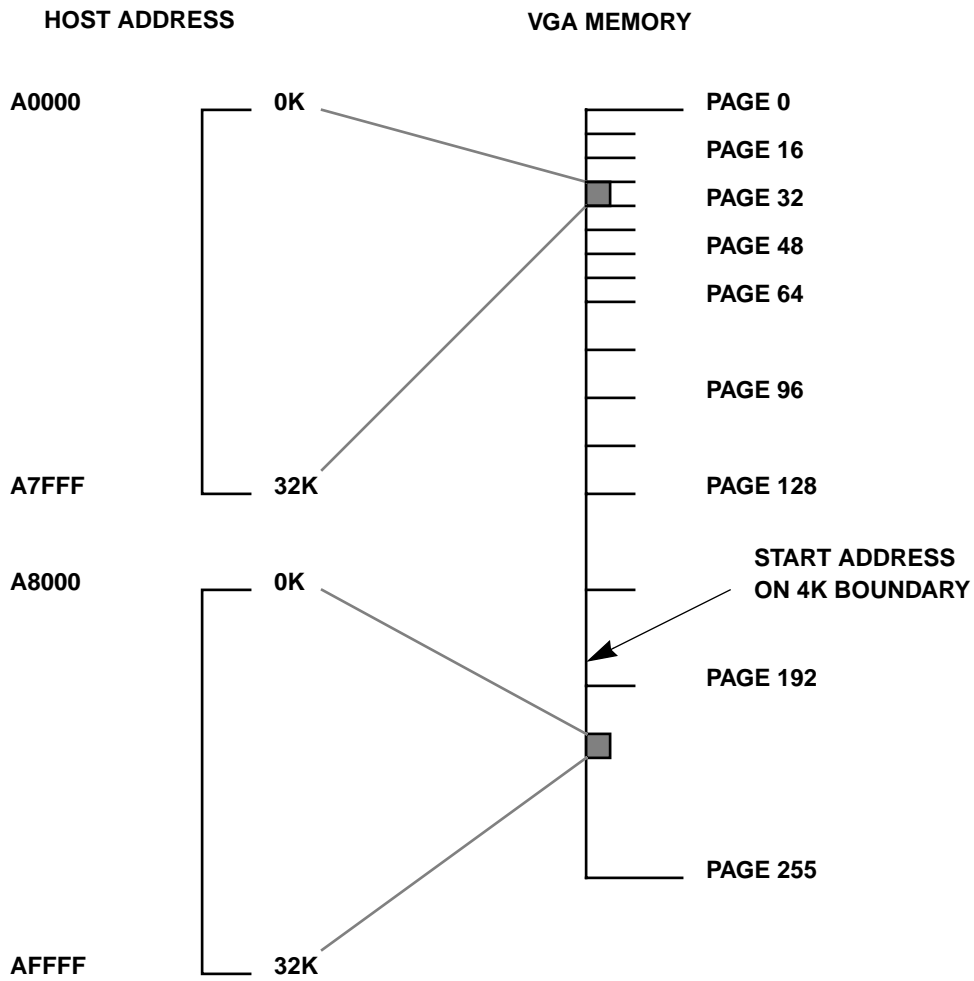 HOST ADDRESS
VGA MEMORY
A0000
0K
PAGE 0
PAGE 16
PAGE 32
PAGE 48
PAGE 64
PAGE 96
A7FFF
32K
PAGE 128
START ADDRESS
ON 4K BOUNDARY
A8000
0K
PAGE 192
PAGE 255
AFFFF
32K